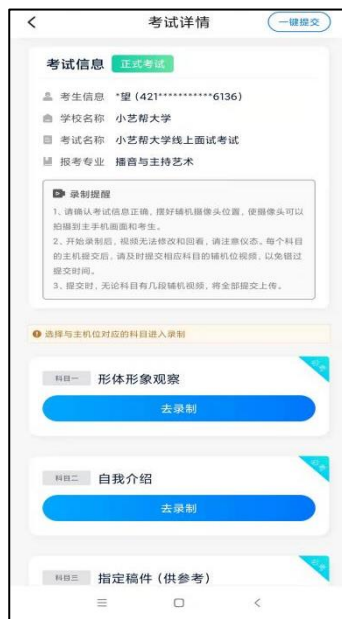 考试详情
一键提交
考试信息 正式考试
考生信息 *望 (421***********6136)
学校名称 小艺帮大学
考试名称 小艺帮大学线上面试考试
报考专业 播音与主持艺术
录制提醒
1、请确认考试信息正确，摆好辅机摄像头位置，使摄像头可以
拍摄到主手机画面和考生。
2、开始录制后，视频无法修改和回看，请注意仪态。每个科目
的主机提交后，请及时提交相应科目的辅机位视频，以免错过
提交时间。
3、提交时，无论科目有几段辅机视频，将全部提交上传。
选择与主机位对应的科目进入录制
科目一 形体形象观察
必考
去录制
科目二 自我介绍
必考
去录制
科目三 指定稿件 (供参考)
必考